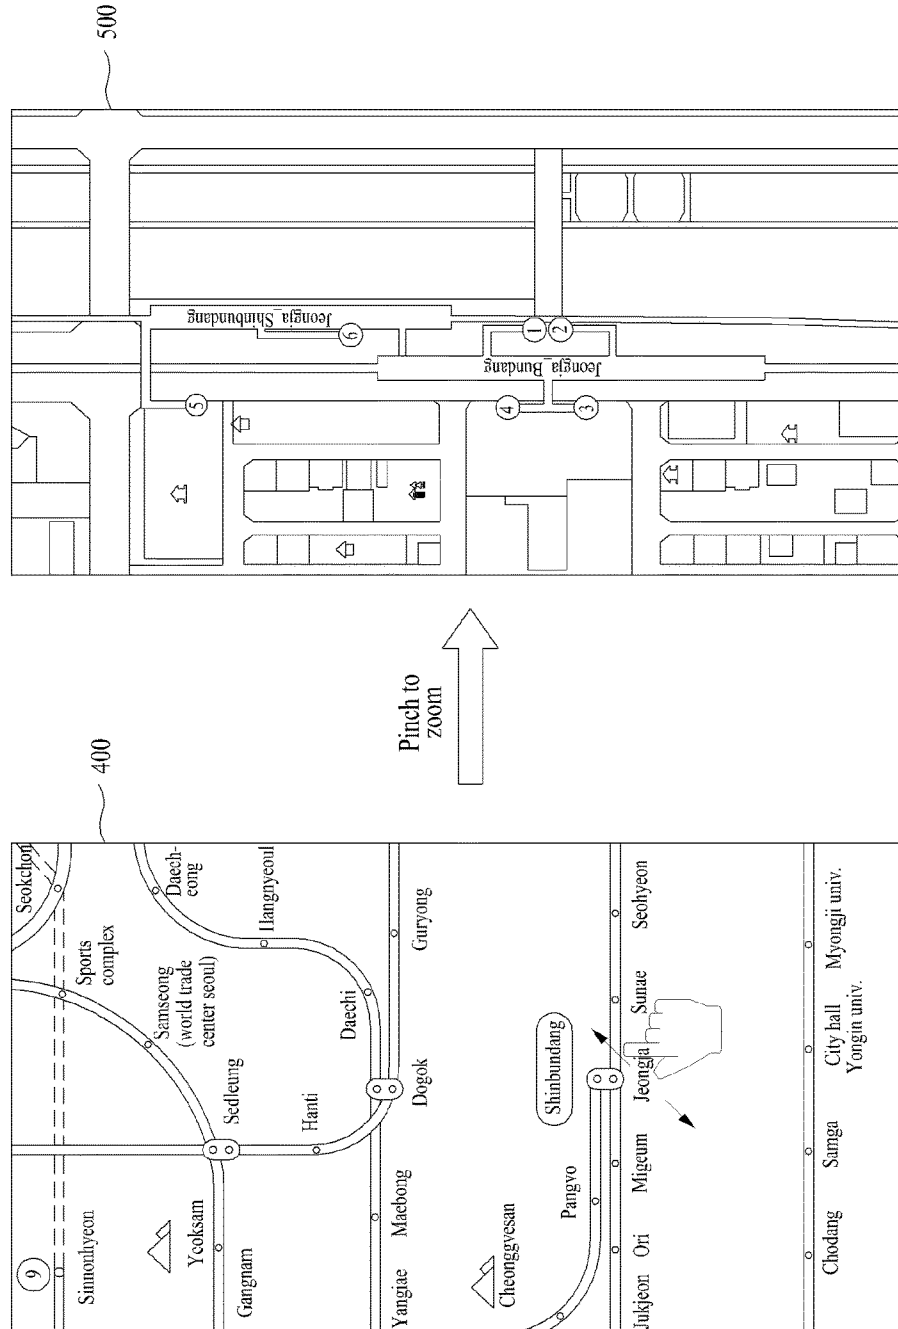 400
Seokchon
Sports
complex
Daech-
eong
Samseong
(world trade
center seoul)
Hangnyeoul
Sedleung
Daechi
Guryong
Hanti
Dogok
9
Sinnonhyeon
Yeoksam
Gangnam
Maebong
Yangiae
Cheonggyesan
Pangyo
Shinbundang
Seohyeon
Sunae
Jeongja
Migeum
Ori
Jukjeon
Myongji univ.
City hall
Yongin univ.
Samga
Chodang
Pinch to
zoom
500
Jeongja_Shinbundang
Jeongja_Bundang
1
2
3
4
5
6